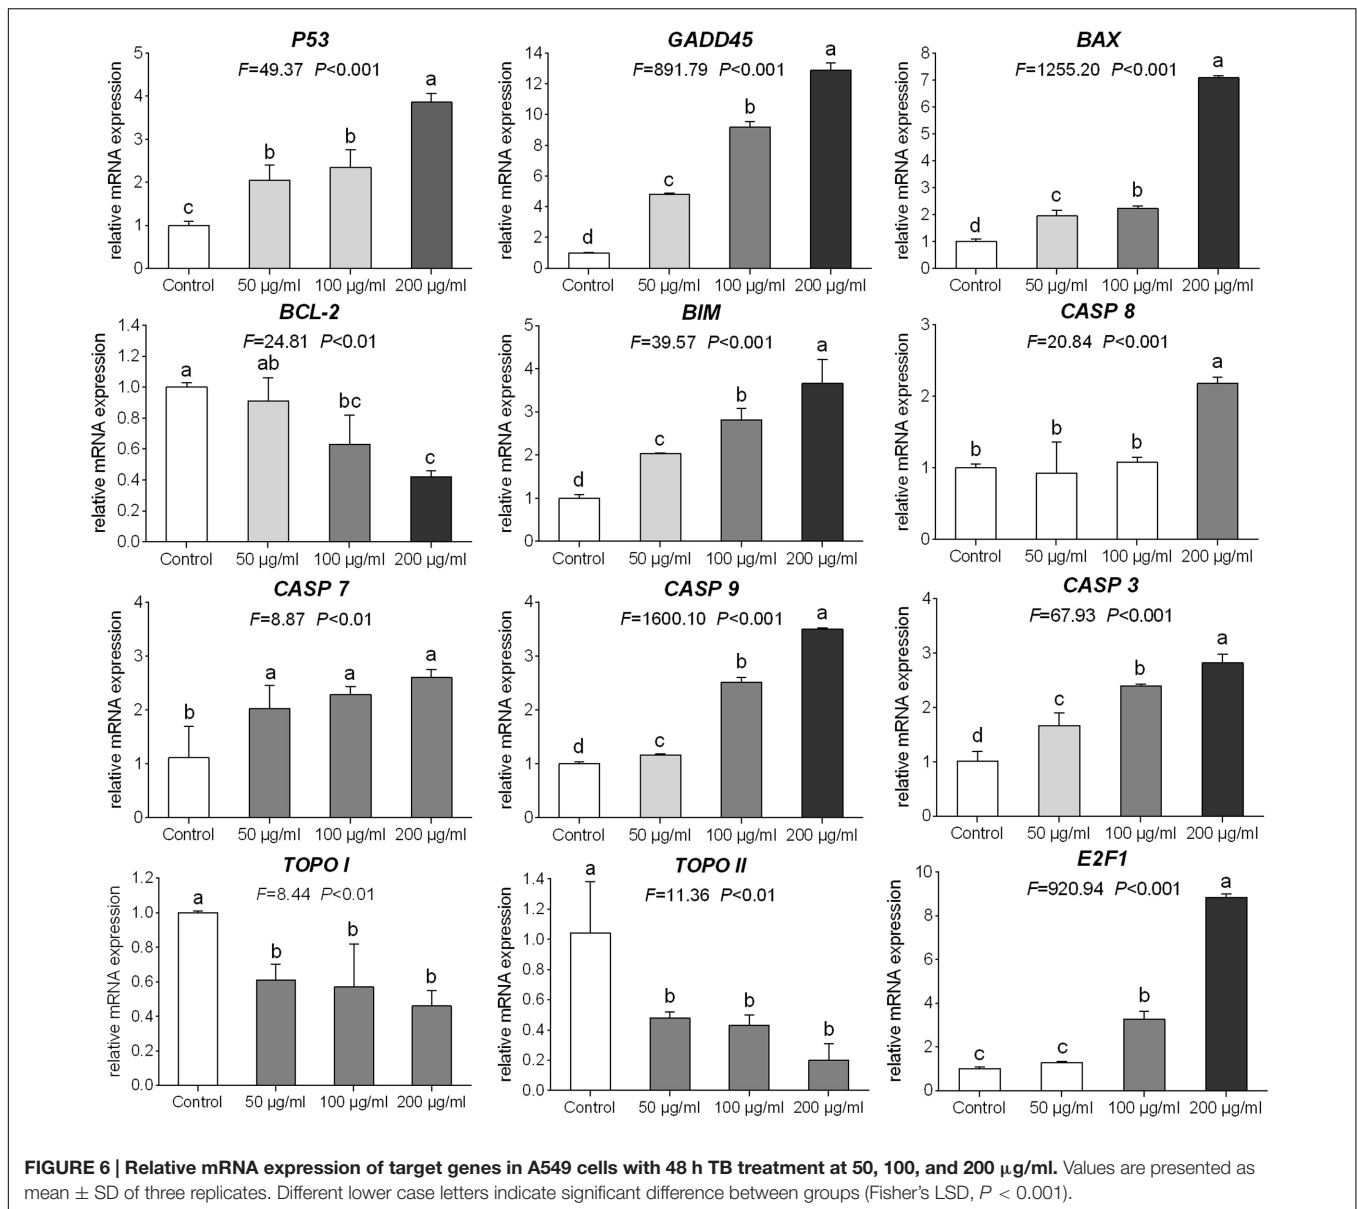 P53
F=49.37 P<0.001
relative mRNA expression
5
4
3
2
1
0
c
b
b
a
Control
50 µg/ml
100 µg/ml
200 µg/ml
GADD45
F=891.79 P<0.001
relative mRNA expression
14
12
10
8
6
4
2
0
d
c
b
a
Control
50 µg/ml
100 µg/ml
200 µg/ml
BAX
F=1255.20 P<0.001
relative mRNA expression
8
7
6
5
4
3
2
1
0
d
c
b
a
Control
50 µg/ml
100 µg/ml
200 µg/ml
BCL-2
F=24.81 P<0.01
relative mRNA expression
1.4
1.2
1.0
0.8
0.6
0.4
0.2
0.0
a
ab
bc
c
Control
50 µg/ml
100 µg/ml
200 µg/ml
BIM
F=39.57 P<0.001
relative mRNA expression
5
4
3
2
1
0
d
c
b
a
Control
50 µg/ml
100 µg/ml
200 µg/ml
CASP 8
F=20.84 P<0.001
relative mRNA expression
3
2
1
0
b
b
b
a
Control
50 µg/ml
100 µg/ml
200 µg/ml
CASP 7
F=8.87 P<0.01
relative mRNA expression
4
3
2
1
0
b
a
a
a
Control
50 µg/ml
100 µg/ml
200 µg/ml
CASP 9
F=1600.10 P<0.001
relative mRNA expression
4
3
2
1
0
d
c
b
a
Control
50 µg/ml
100 µg/ml
200 µg/ml
CASP 3
F=67.93 P<0.001
relative mRNA expression
4
3
2
1
0
d
c
b
a
Control
50 µg/ml
100 µg/ml
200 µg/ml
TOPO I
F=8.44 P<0.01
relative mRNA expression
1.2
1.0
0.8
0.6
0.4
0.2
0.0
a
b
b
b
Control
50 µg/ml
100 µg/ml
200 µg/ml
TOPO II
F=11.36 P<0.01
relative mRNA expression
1.4
1.2
1.0
0.8
0.6
0.4
0.2
0.0
a
b
b
b
Control
50 µg/ml
100 µg/ml
200 µg/ml
E2F1
F=920.94 P<0.001
relative mRNA expression
10
8
6
4
2
0
c
c
b
a
Control
50 µg/ml
100 µg/ml
200 µg/ml
FIGURE 6 | Relative mRNA expression of target genes in A549 cells with 48 h TB treatment at 50, 100, and 200 µg/ml. Values are presented as
mean ± SD of three replicates. Different lower case letters indicate significant difference between groups (Fisher's LSD, P < 0.001).